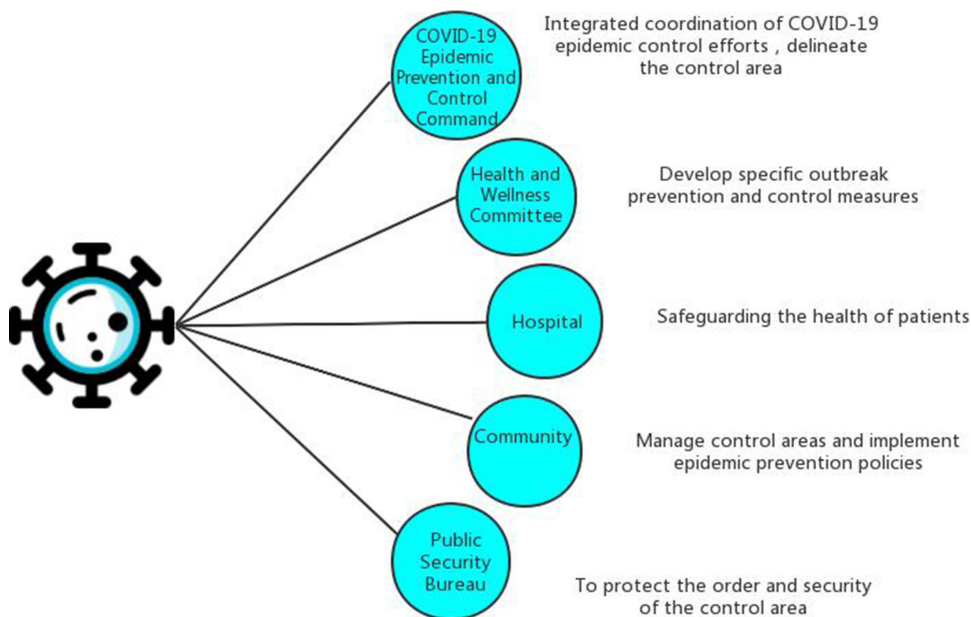 COVID-19
Epidemic
Prevention and
Control
Command
Integrated coordination of COVID-19
epidemic control efforts , delineate
the control area
Health and
Wellness
Committee
Develop specific outbreak
prevention and control measures
Hospital
Safeguarding the health of patients
Community
Manage control areas and implement
epidemic prevention policies
Public
Security
Bureau
To protect the order and security
of the control area